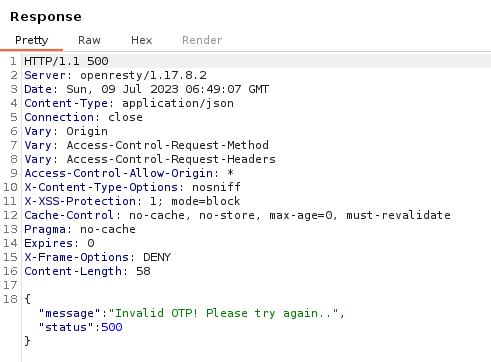 Response
Pretty Raw Hex Render
1 HTTP/1.1 500
2 Server: openresty/1.17.8.2
3 Date: Sun, 09 Jul 2023 06:49:07 GMT
4 Content-Type: application/json
5 Connection: close
6 Vary: Origin
7 Vary: Access-Control-Request-Method
8 Vary: Access-Control-Request-Headers
9 Access-Control-Allow-Origin: *
10 X-Content-Type-Options: nosniff
11 X-XSS-Protection: 1; mode=block
12 Cache-Control: no-cache, no-store, max-age=0, must-revalidate
13 Pragma: no-cache
14 Expires: 0
15 X-Frame-Options: DENY
16 Content-Length: 58
17
18 {
"message":"Invalid OTP! Please try again..",
"status":500
}